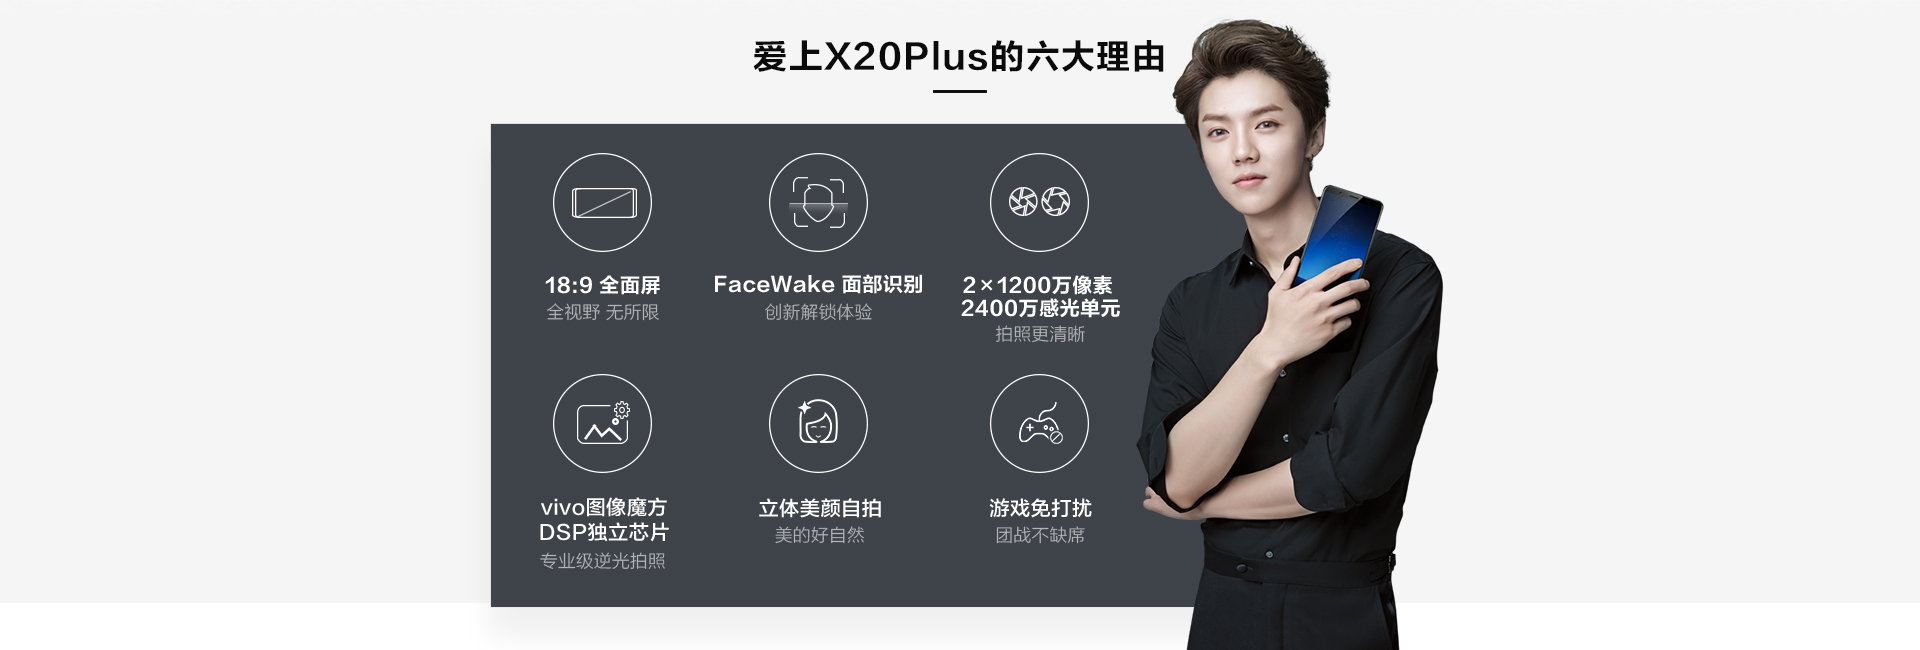 爱上X20Plus的六大理由
18:9 全面屏
全视野 无所限
FaceWake 面部识别
创新解锁体验
2×1200万像素
2400万感光单元
拍照更清晰
vivo图像魔方
DSP独立芯片
专业级逆光拍照
立体美颜自拍
美的好自然
游戏免打扰
团战不缺席